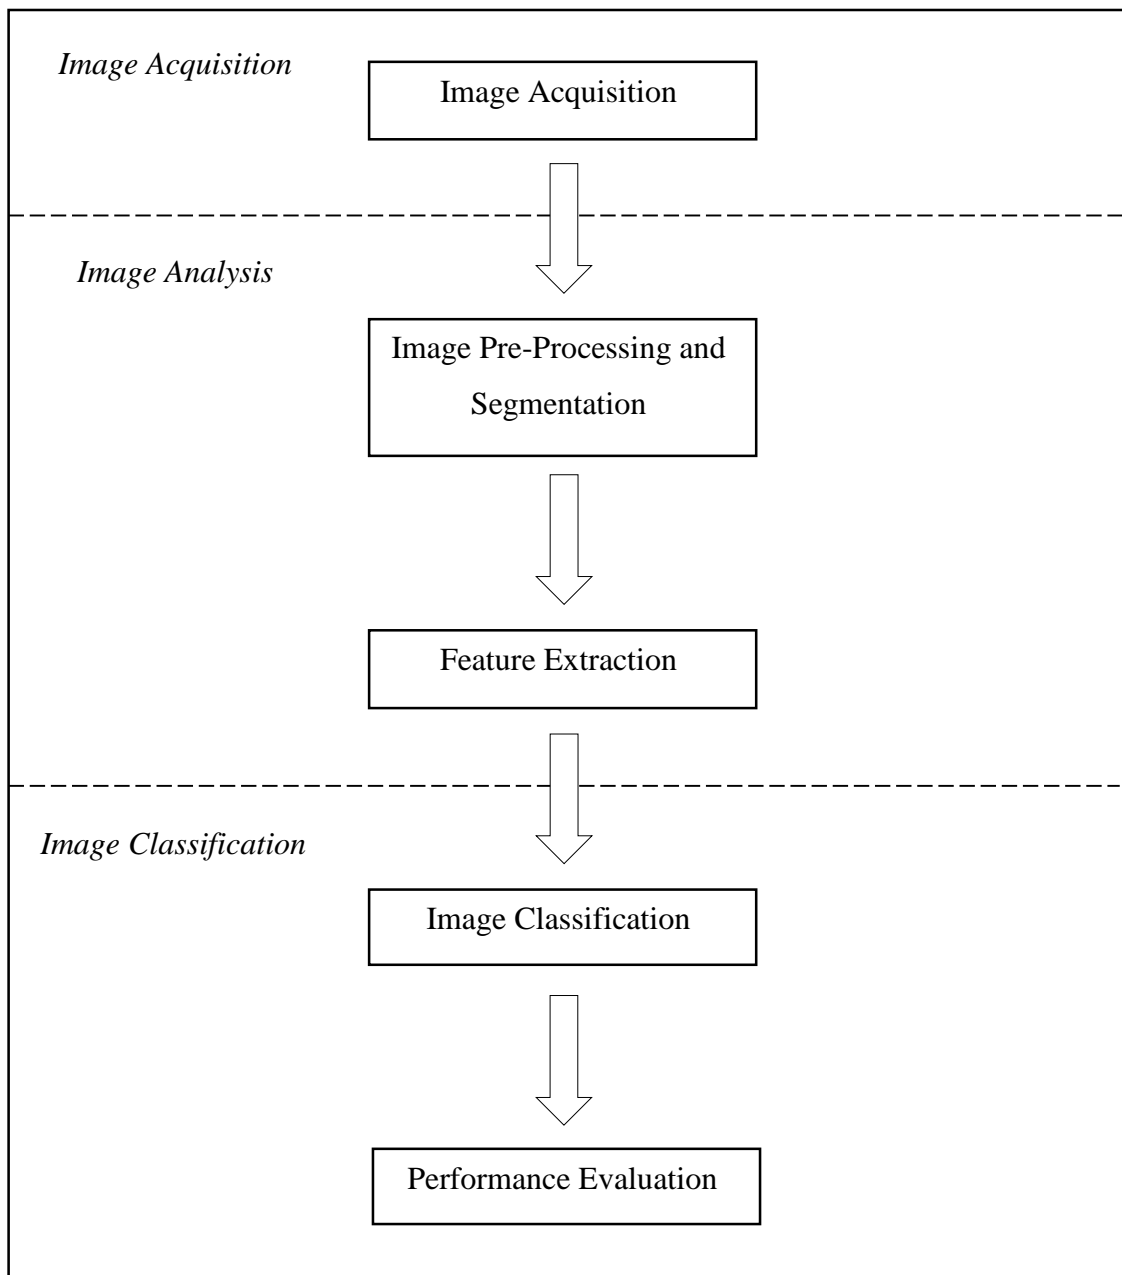 Image Acquisition
Image Acquisition
Image Analysis
Image Pre-Processing and
Segmentation
Feature Extraction
Image Classification
Image Classification
Performance Evaluation